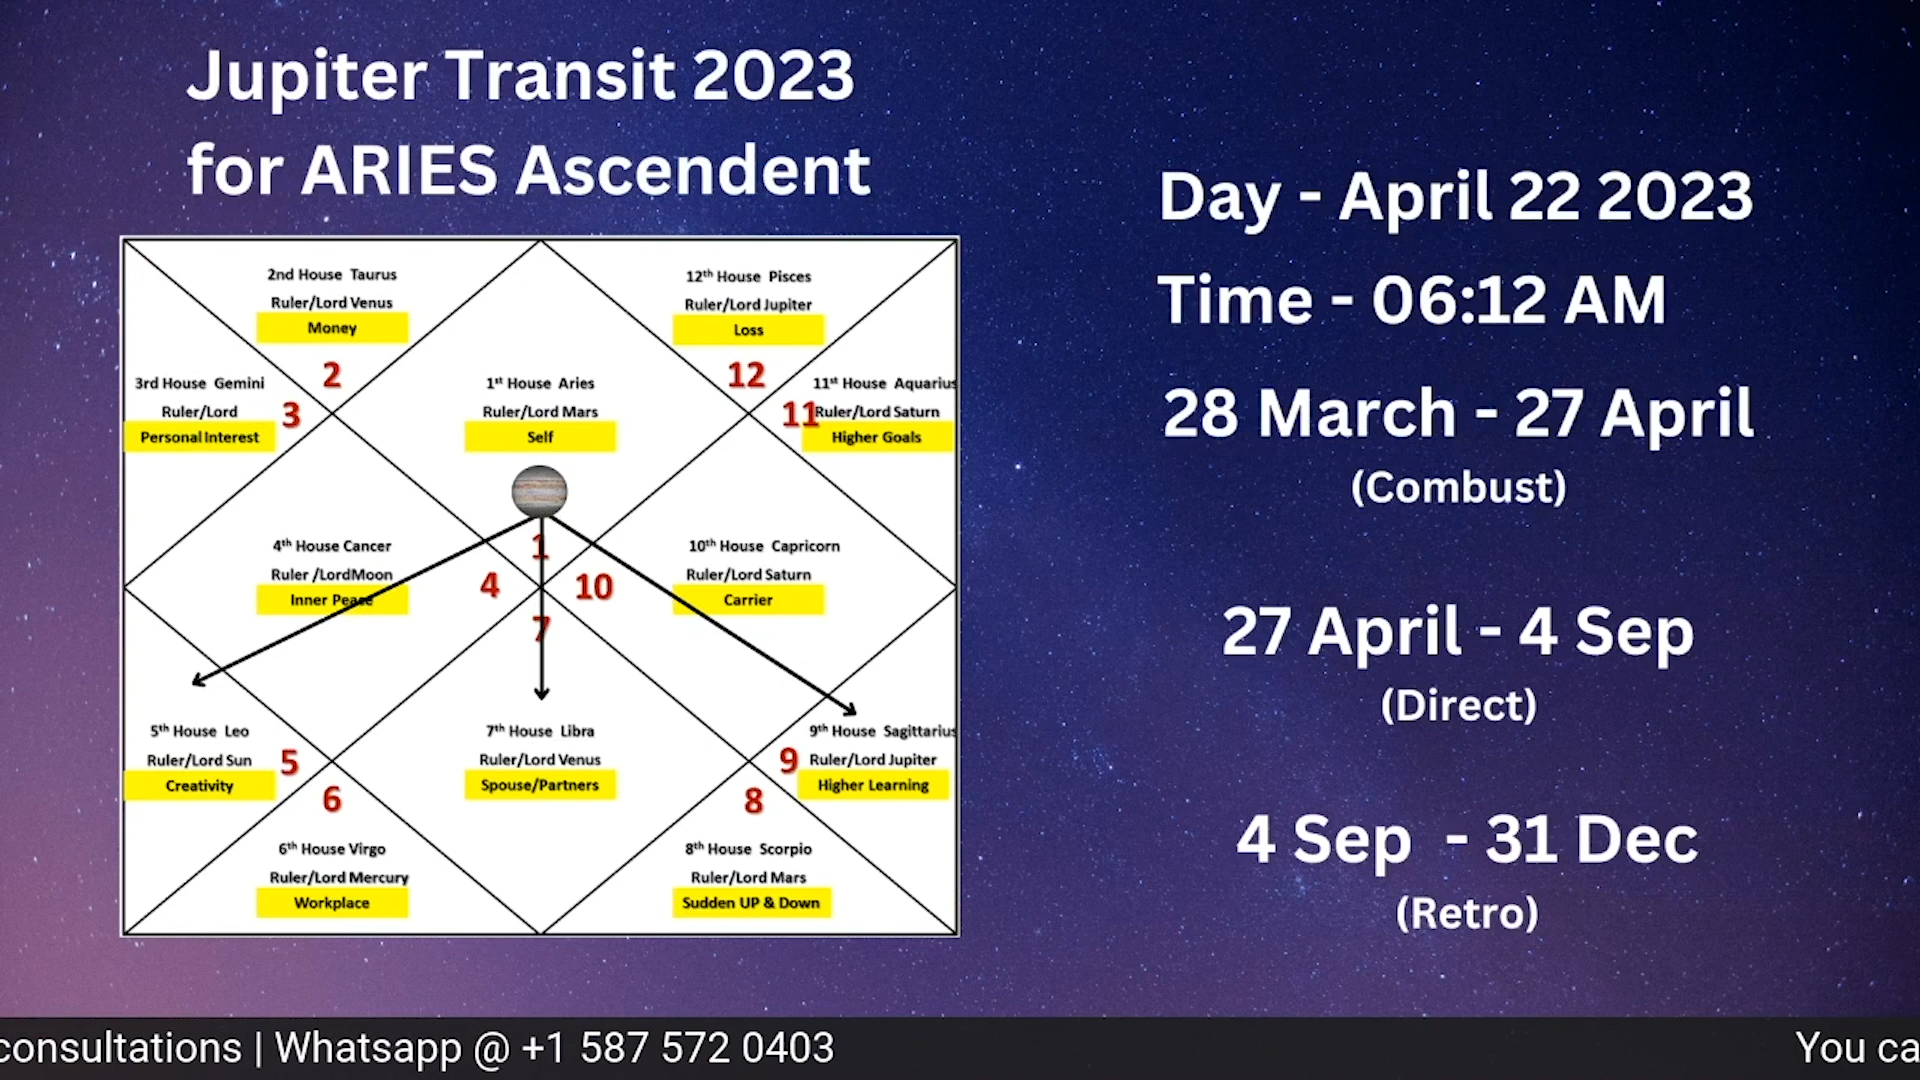 Jupiter Transit 2023
for ARIES Ascendent
Day - April 22 2023
Time - 06:12 AM
28 March - 27 April
(Combust)
27 April - 4 Sep
(Direct)
4 Sep - 31 Dec
(Retro)
2nd House Taurus
Ruler/Lord Venus
Money
2
12th House Pisces
Ruler/Lord Jupiter
Loss
12
3rd House Gemini
Ruler/Lord
Personal Interest
3
1st House Aries
Ruler/Lord Mars
Self
1
11th House Aquarius
Ruler/Lord Saturn
Higher Goals
11
4th House Cancer
Ruler /LordMoon
Inner Peace
4
10th House Capricorn
Ruler/Lord Saturn
Carrier
10
7
5th House Leo
Ruler/Lord Sun
Creativity
5
7th House Libra
Ruler/Lord Venus
Spouse/Partners
9th House Sagittarius
Ruler/Lord Jupiter
Higher Learning
9
6
6th House Virgo
Ruler/Lord Mercury
Workplace
8
8th House Scorpio
Ruler/Lord Mars
Sudden UP & Down
consultations | Whatsapp @ +1 587 572 0403
You ca